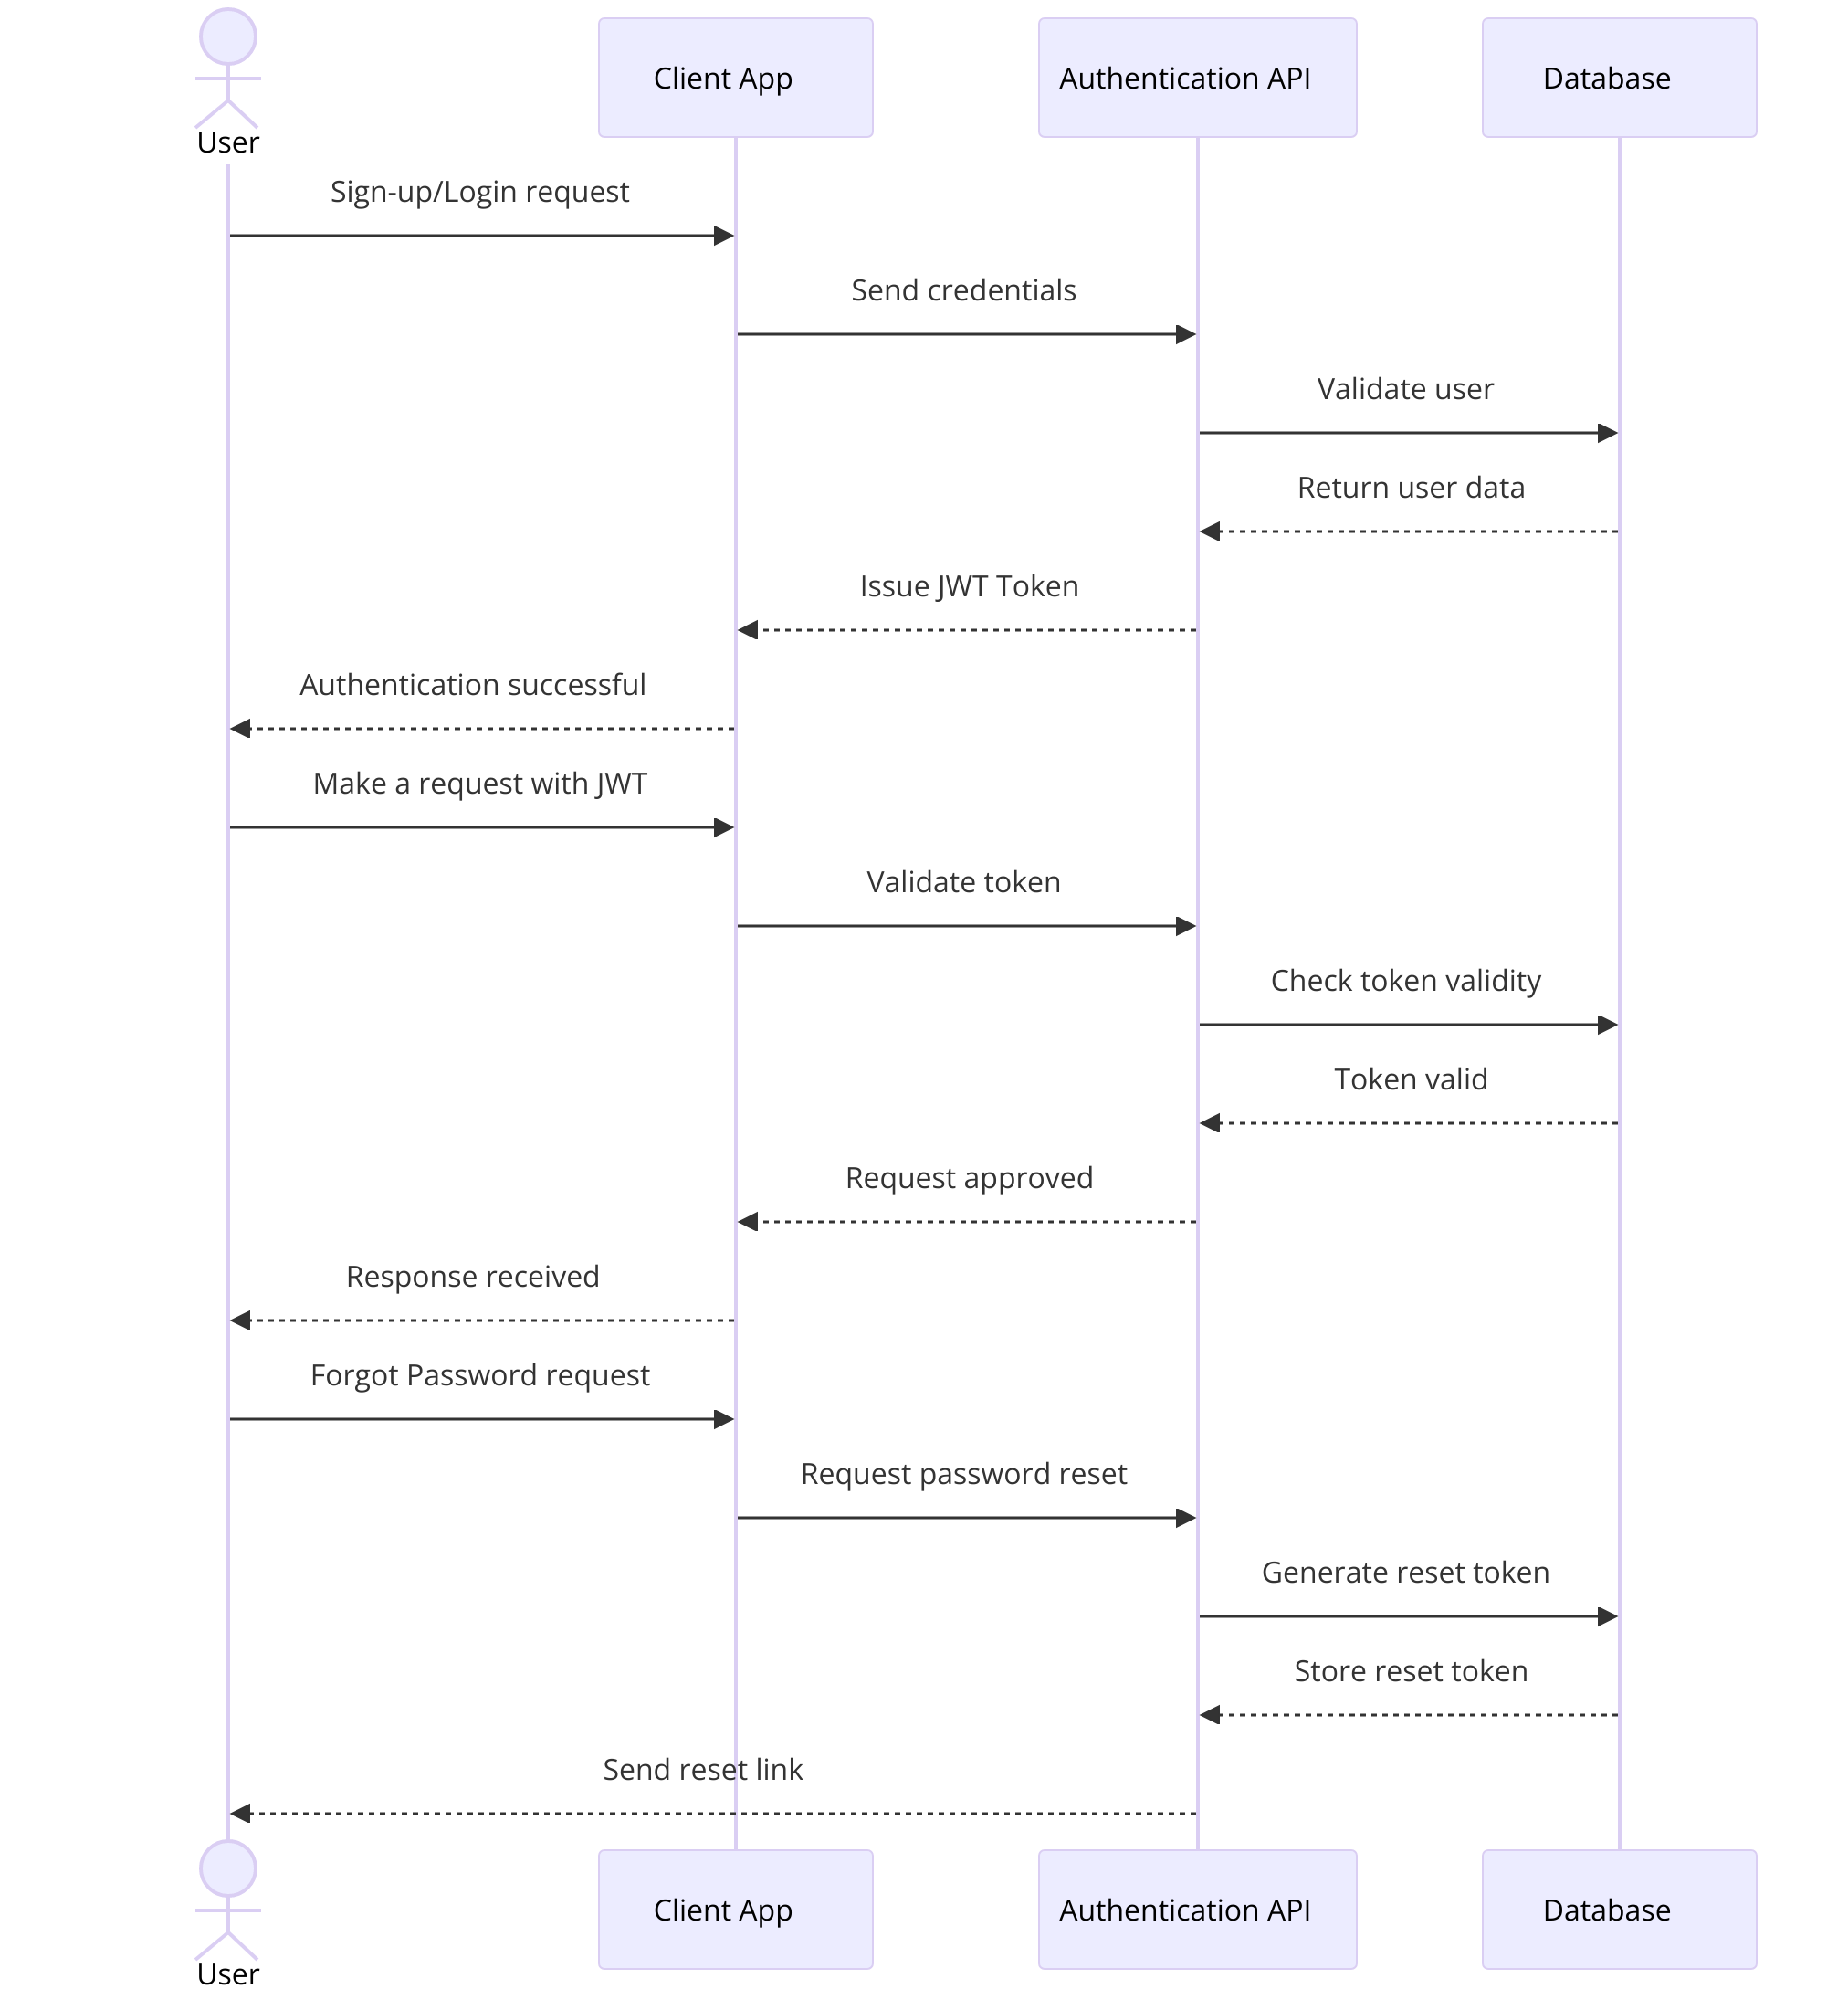 User
Client App
Authentication API
Database
Sign-up/Login request
Send credentials
Validate user
Return user data
Issue JWT Token
Authentication successful
Make a request with JWT
Validate token
Check token validity
Token valid
Request approved
Response received
Forgot Password request
Request password reset
Generate reset token
Store reset token
Send reset link
User
Client App
Authentication API
Database